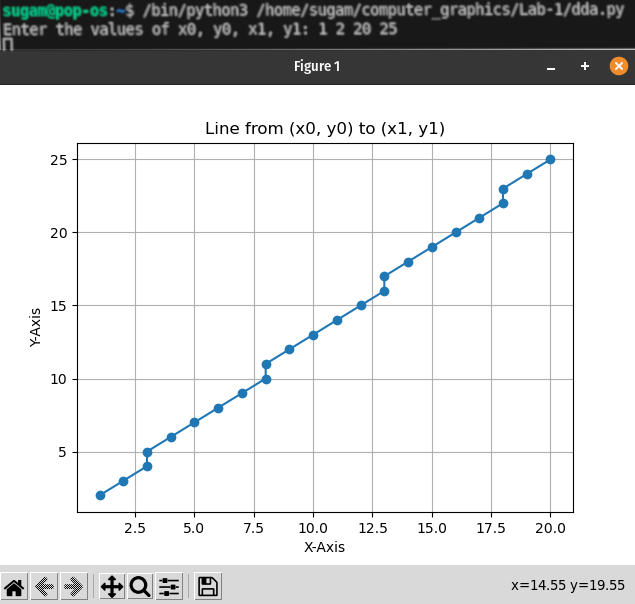 sugam@pop-os:~$ /bin/python3 /home/sugam/computer_graphics/Lab-1/dda.py
Enter the values of x0, y0, x1, y1: 1 2 20 25
Figure 1
Line from (x0, y0) to (x1, y1)
25
20
15
10
5
Y-Axis
2.5 5.0 7.5 10.0 12.5 15.0 17.5 20.0
X-Axis
x=14.55 y=19.55